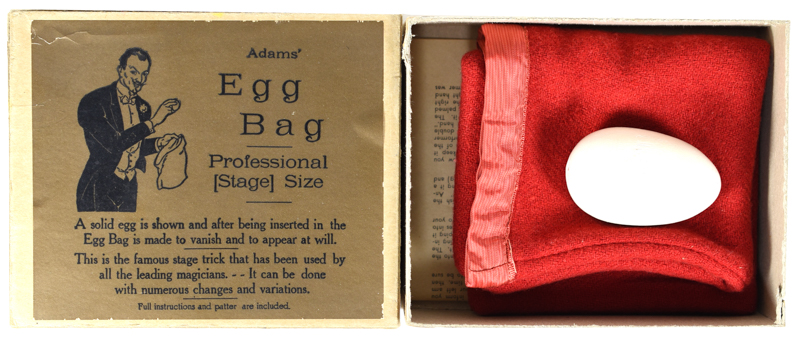 Adams'
Egg
Bag
Professional
[Stage] Size
A solid egg is shown and after being inserted in the
Egg Bag is made to vanish and to appear at will.
This is the famous stage trick that has been used by
all the leading magicians. - - It can be done
with numerous changes and variations.
Full instructions and patter are included.